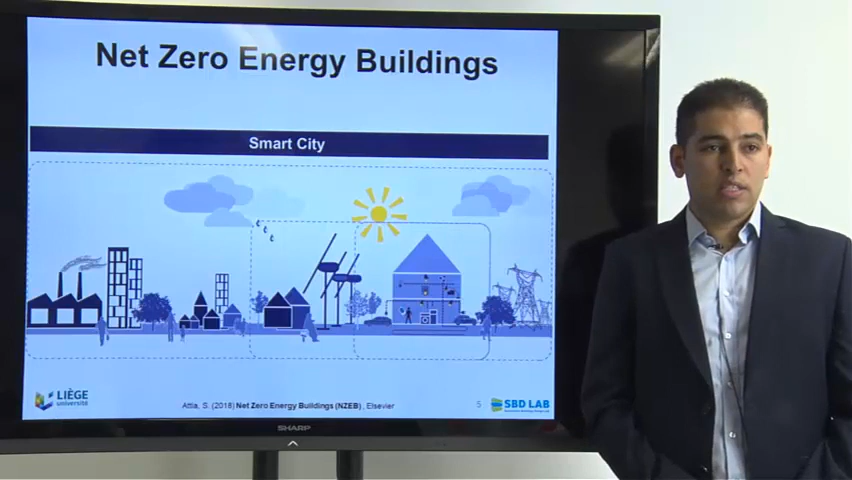 Net Zero Energy Buildings
Smart City
LIÈGE
université
Attia, S. (2018) Net Zero Energy Buildings (NZEB), Elsevier
5
SBD LAB
SHARP